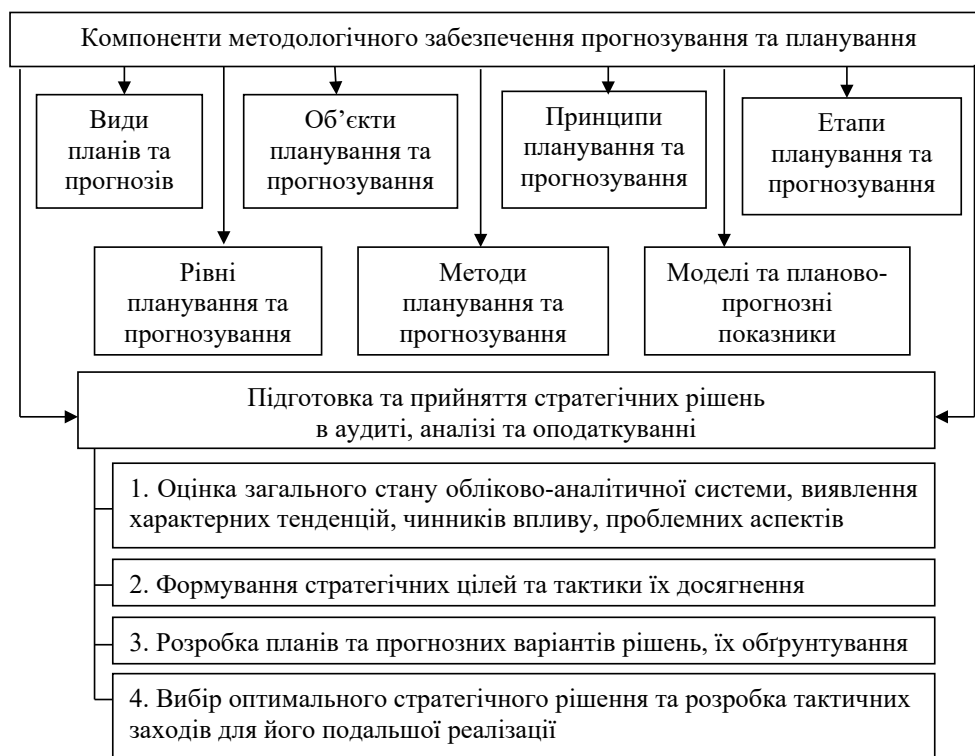 Компоненти методологічного забезпечення прогнозування та планування
Види
планів та
прогнозів
Об’єкти
планування та
прогнозування
Принципи
планування та
прогнозування
Етапи
планування та
прогнозування
Рівні
планування та
прогнозування
Методи
планування та
прогнозування
Моделі та планово-
прогнозні
показники
Підготовка та прийняття стратегічних рішень
в аудиті, аналізі та оподаткуванні
1. Оцінка загального стану обліково-аналітичної системи, виявлення
характерних тенденцій, чинників впливу, проблемних аспектів
2. Формування стратегічних цілей та тактики їх досягнення
3. Розробка планів та прогнозних варіантів рішень, їх обґрунтування
4. Вибір оптимального стратегічного рішення та розробка тактичних
заходів для його подальшої реалізації